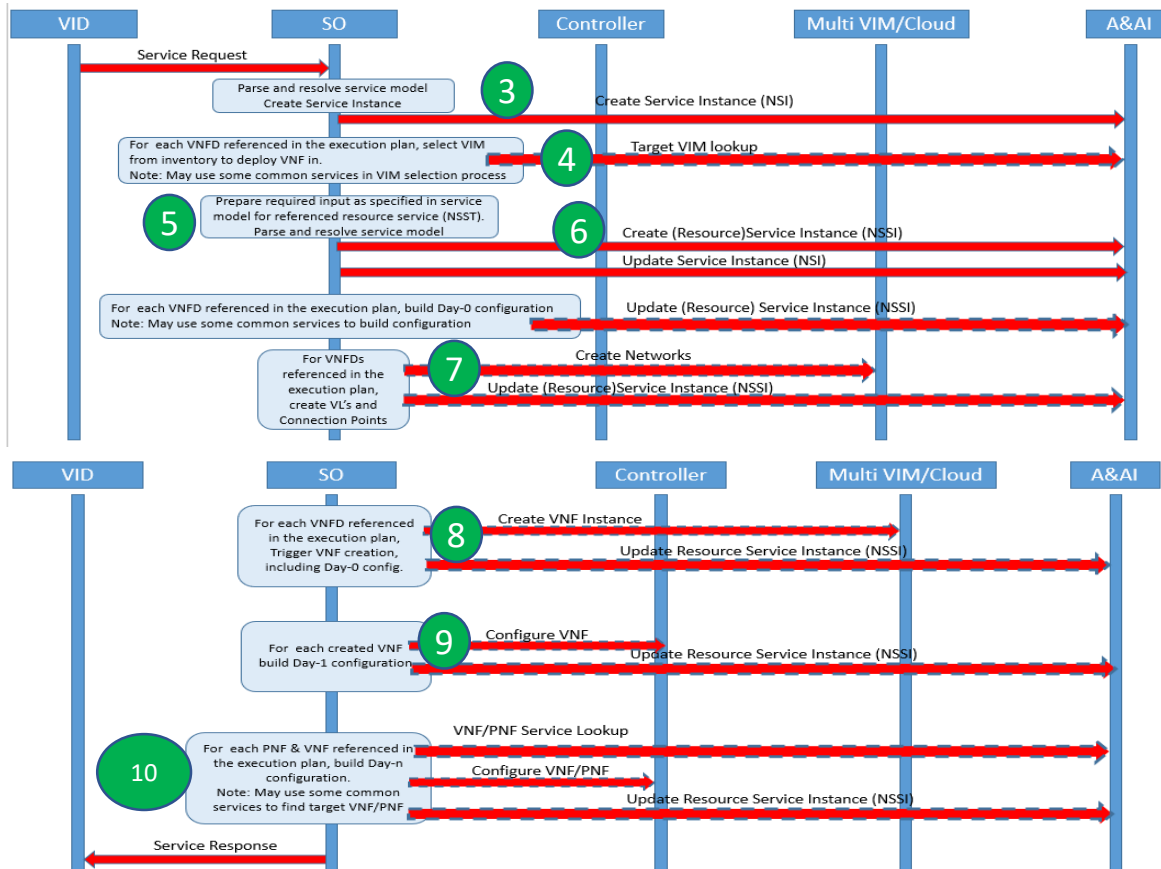 VID
SO
Controller
Multi VIM/Cloud
A&AI
Service Request
Parse and resolve service model
Create Service Instance
3
Create Service Instance (NSI)
For each VNFD referenced in the execution plan, select VIM
from inventory to deploy VNF in.
Note: May use some common services in VIM selection process
4
Target VIM lookup
5
Prepare required input as specified in service
model for referenced resource service (NSST).
Parse and resolve service model
6
Create (Resource)Service Instance (NSSI)
Update Service Instance (NSI)
For each VNFD referenced in the execution plan, build Day-0 configuration
Note: May use some common services to build configuration
Update (Resource) Service Instance (NSSI)
For VNFDs
referenced in the
execution plan,
create VL's and
Connection Points
7
Create Networks
Update (Resource)Service Instance (NSSI)
VID
SO
Controller
Multi VIM/Cloud
A&AI
For each VNFD referenced
in the execution plan,
Trigger VNF creation,
including Day-0 config.
8
Create VNF Instance
Update Resource Service Instance (NSSI)
For each created VNF
build Day-1 configuration
9
Configure VNF
Update Resource Service Instance (NSSI)
10
For each PNF & VNF referenced in
the execution plan, build Day-n
configuration.
Note: May use some common
services to find target VNF/PNF
VNF/PNF Service Lookup
Configure VNF/PNF
Update Resource Service Instance (NSSI)
Service Response